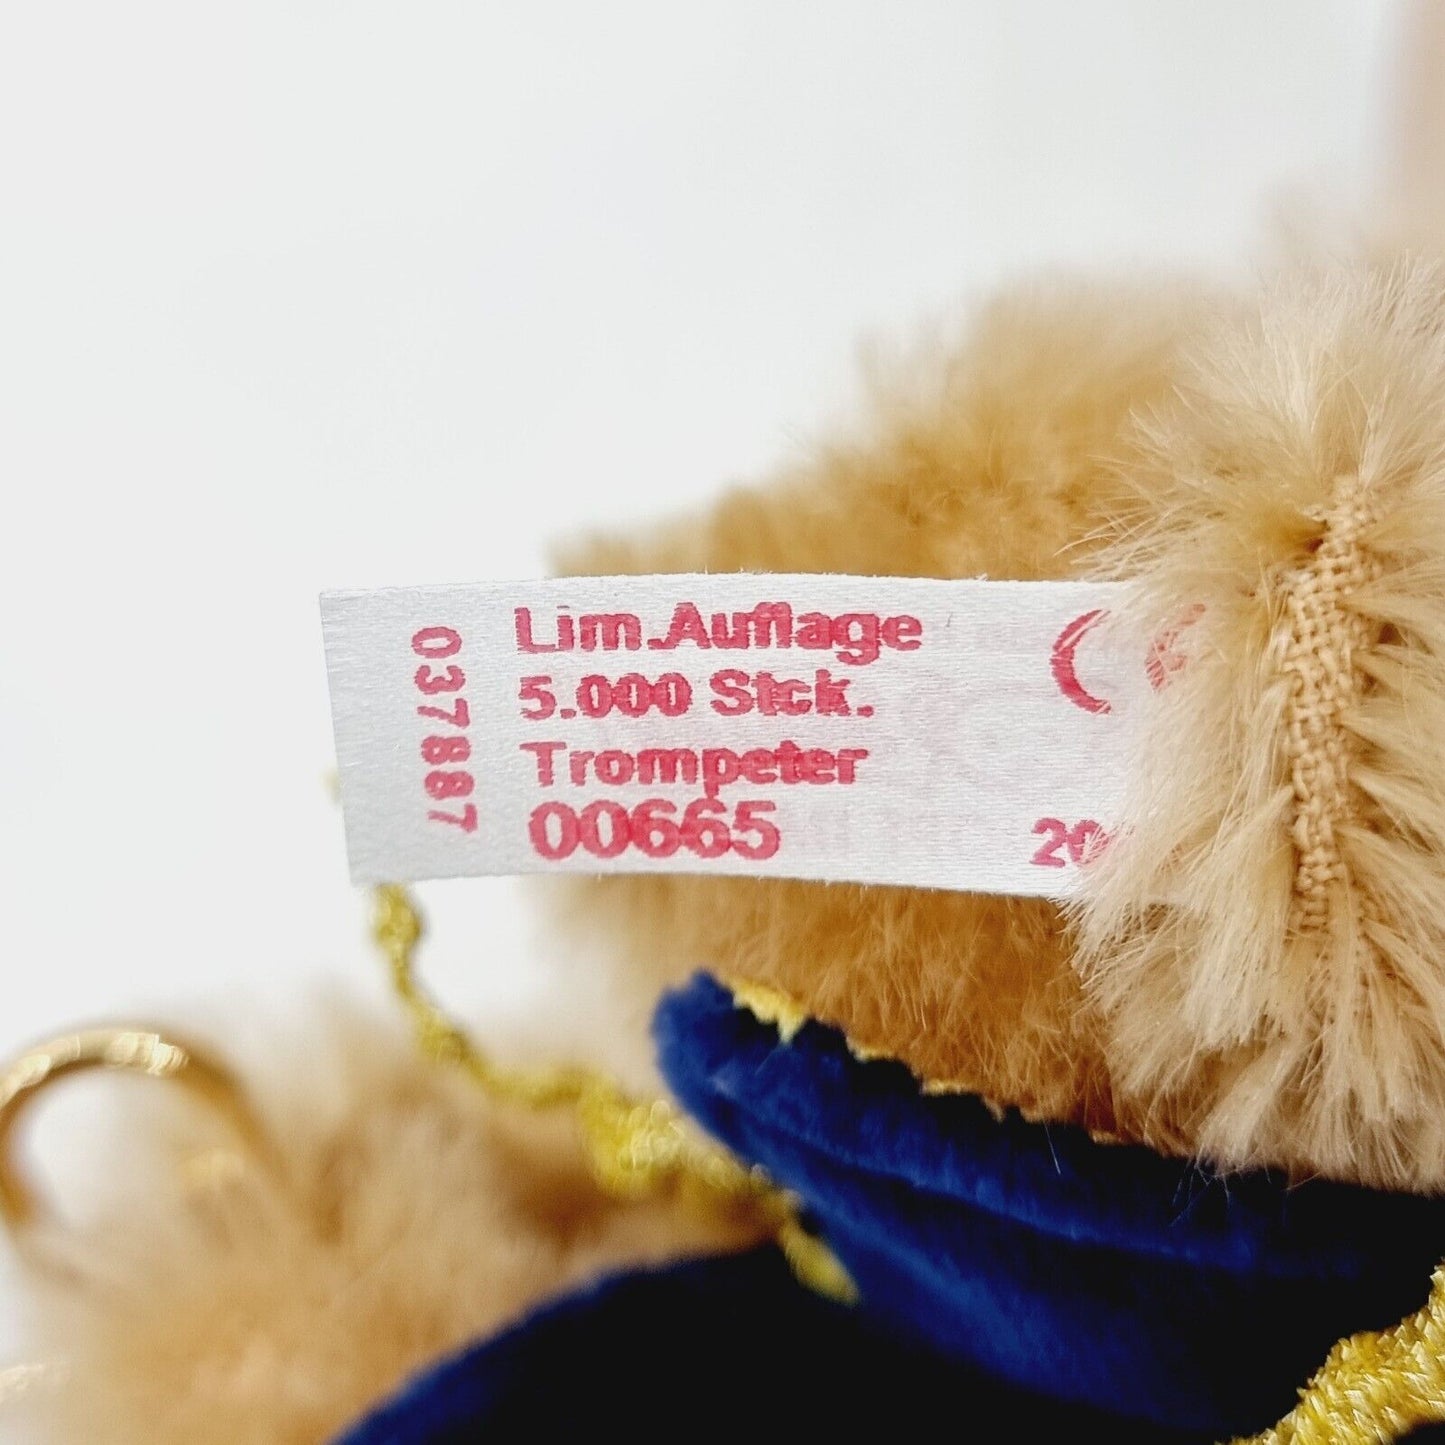 037887
Lim.Auflage
5.000 Stck.
Trompeter
00665